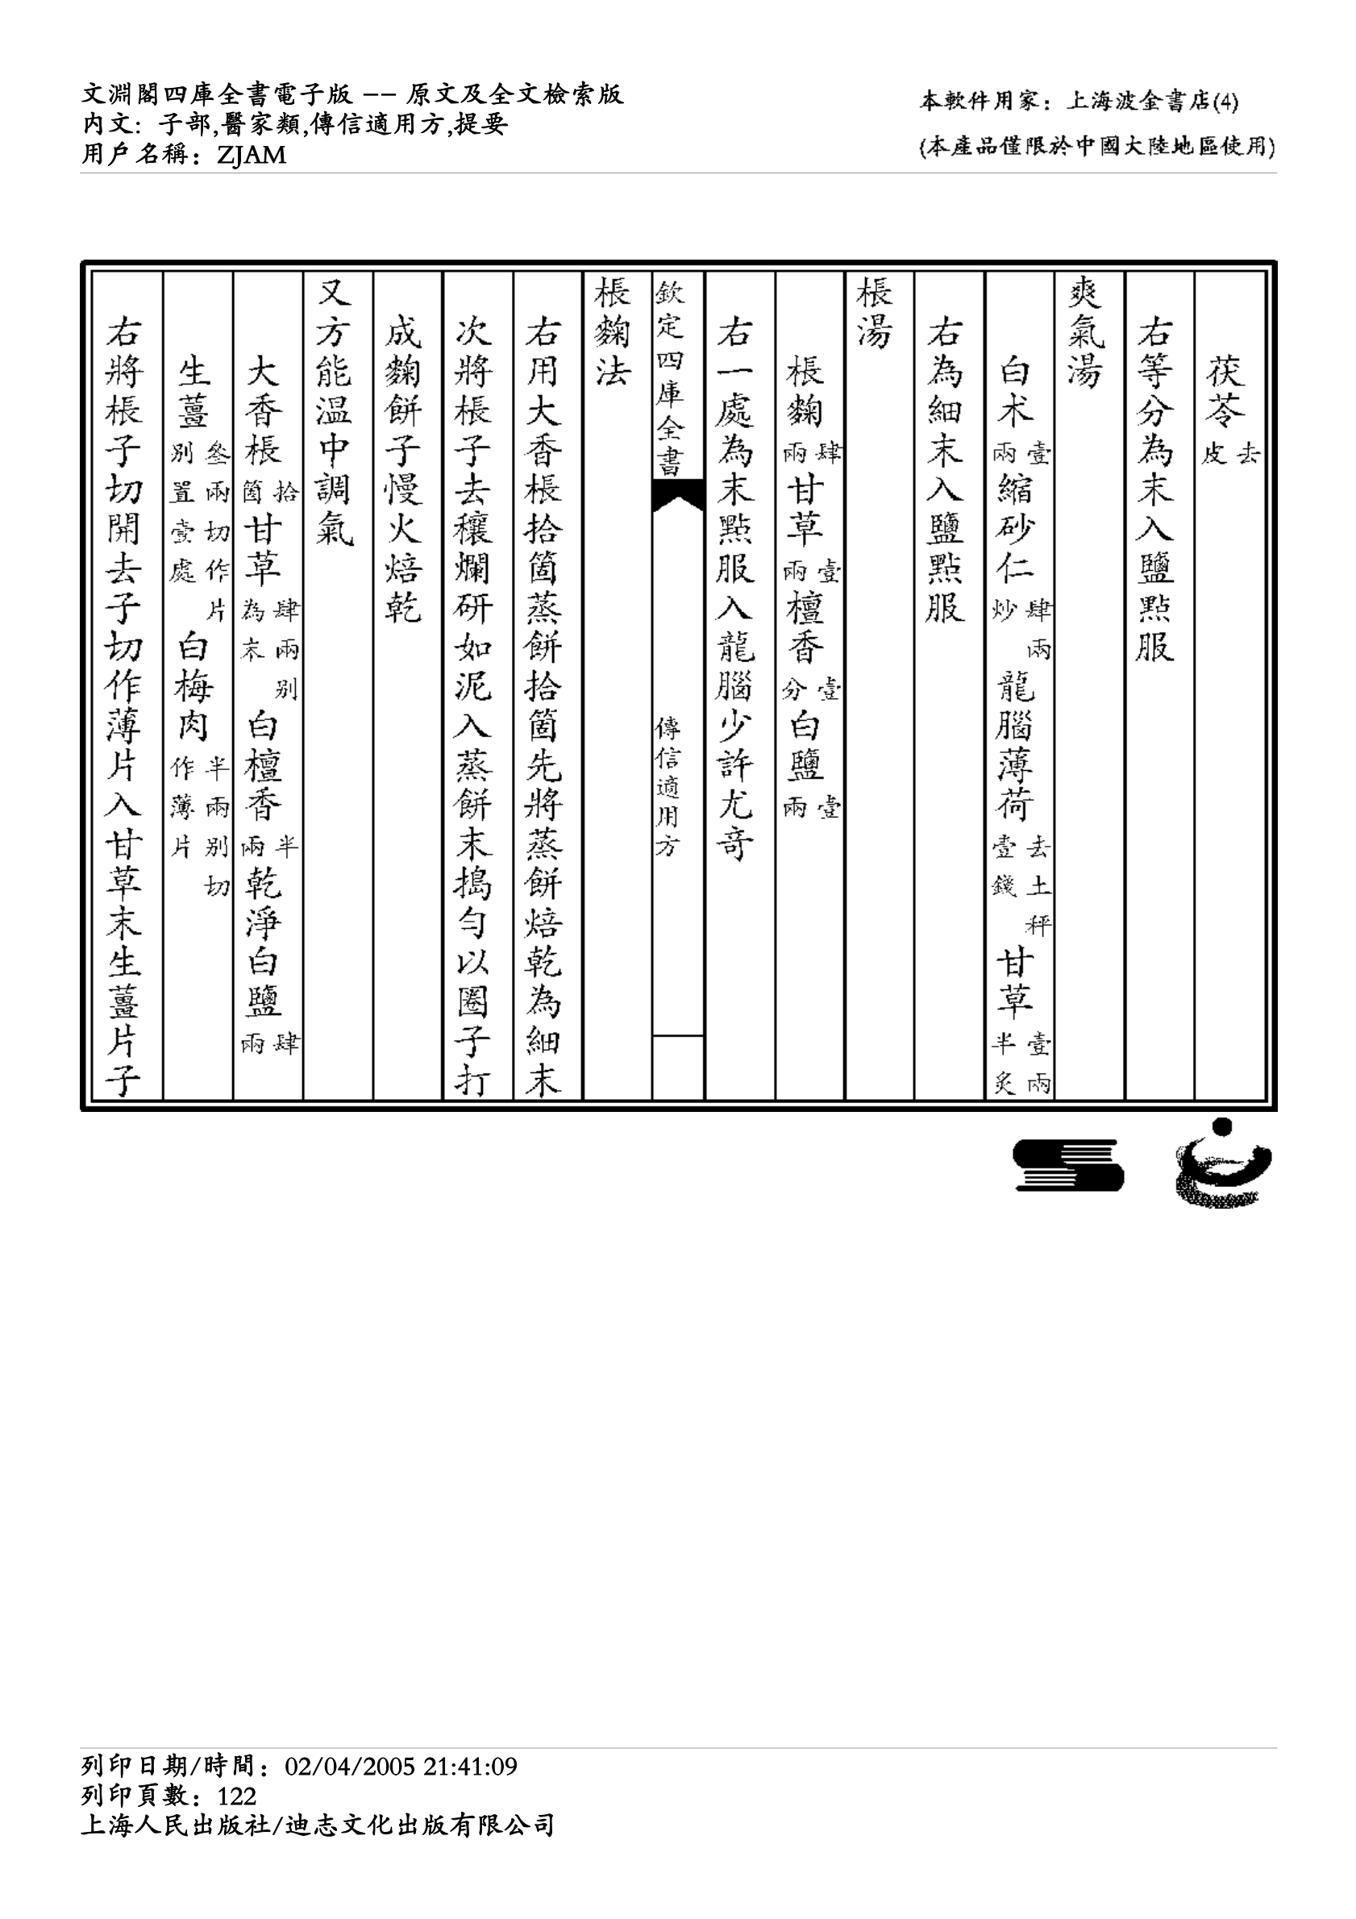 文淵閣四庫全書電子版 -- 原文及全文檢索版
內文: 子部,醫家類,傳信適用方,提要
用戶名稱: ZJAM
本軟件用家: 上海波金書店(4)
(本產品僅限於中國大陸地區使用)
茯苓去皮
右等分為末入鹽㸃服
爽氣湯
白术壹兩縮砂仁肆兩炒龍腦薄荷去土秤壹錢甘草壹兩半炙
右為細末入鹽㸃服
棖湯
棖麴肆兩甘草壹兩檀香壹分白鹽壹兩
右一處為末㸃服入龍腦少許尤竒
欽定四庫全書
傳信適用方
棖麴法
右用大香棖拾箇蒸餅拾箇先將蒸餅焙乾為細末
次將棖子去穰爛研如泥入蒸餅末搗勻以圈子打
成麴餅子慢火焙乾
又方能温中調氣
大香棖拾箇甘草肆兩别為末白檀香半兩乾淨白鹽肆兩
生薑叄兩切作片别置壹處白梅肉半兩别切作薄片
右將棖子切開去子切作薄片入甘草末生薑片子
列印日期/時間: 02/04/2005 21:41:09
列印頁數: 122
上海人民出版社/迪志文化出版有限公司